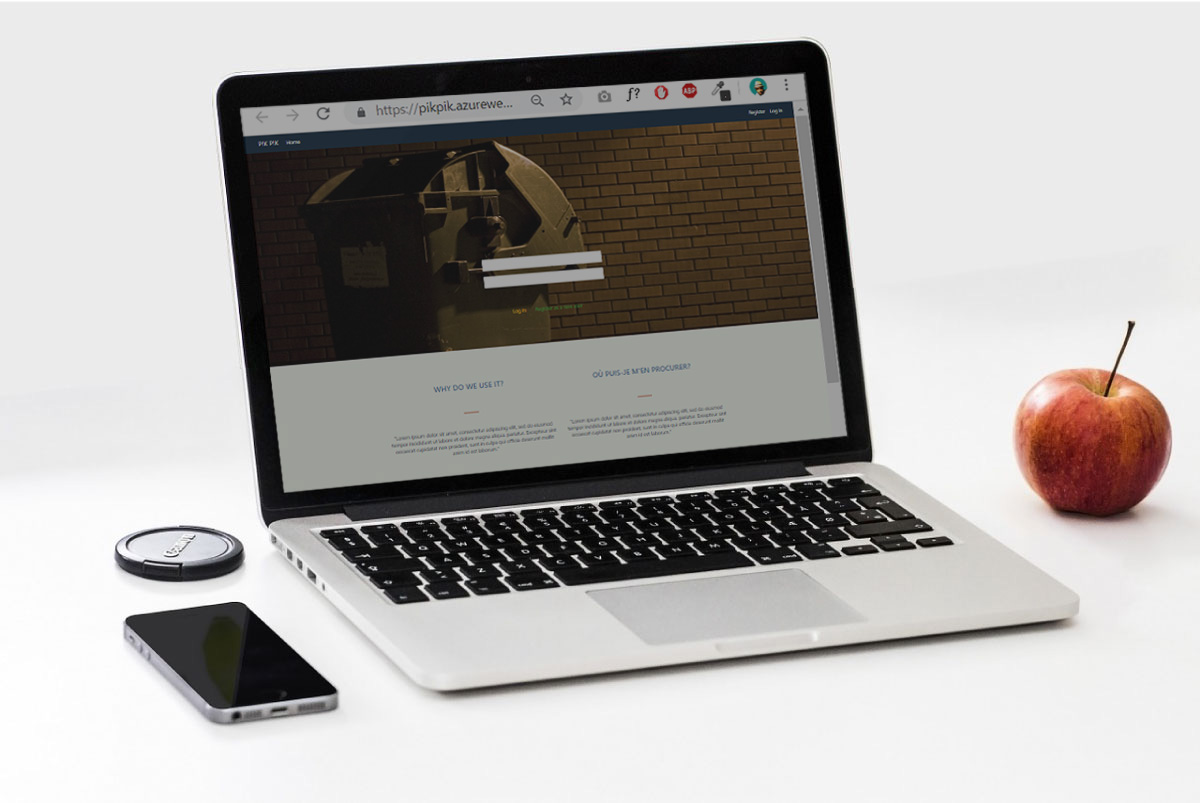 https://pikpik.azurewe...
f?
ABP
PIK PIK Home
Register Log in
Log in
WHY DO WE USE IT?
OÙ PUIS-JE M'EN PROCURER?
"Lorem ipsum dolor sit amet, consectetur adipiscing elit, sed do eiusmod
tempor incididunt ut labore et dolore magna aliqua. pariatur. Excepteur sint
occaecat cupidatat non proident, sunt in culpa qui officia deserunt mollit
anim id est laborum."
"Lorem ipsum dolor sit amet, consectetur adipiscing elit, sed do eiusmod
tempor incididunt ut labore et dolore magna aliqua. pariatur. Excepteur sint
occaecat cupidatat non proident, sunt in culpa qui officia deserunt mollit
anim id est laborum."
Canon